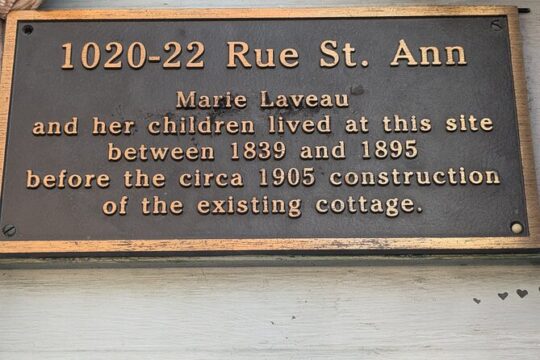 1020-22 Rue St. Ann
Marie Laveau
and her children lived at this site
between 1839 and 1895
before the circa 1905 construction
of the existing cottage.